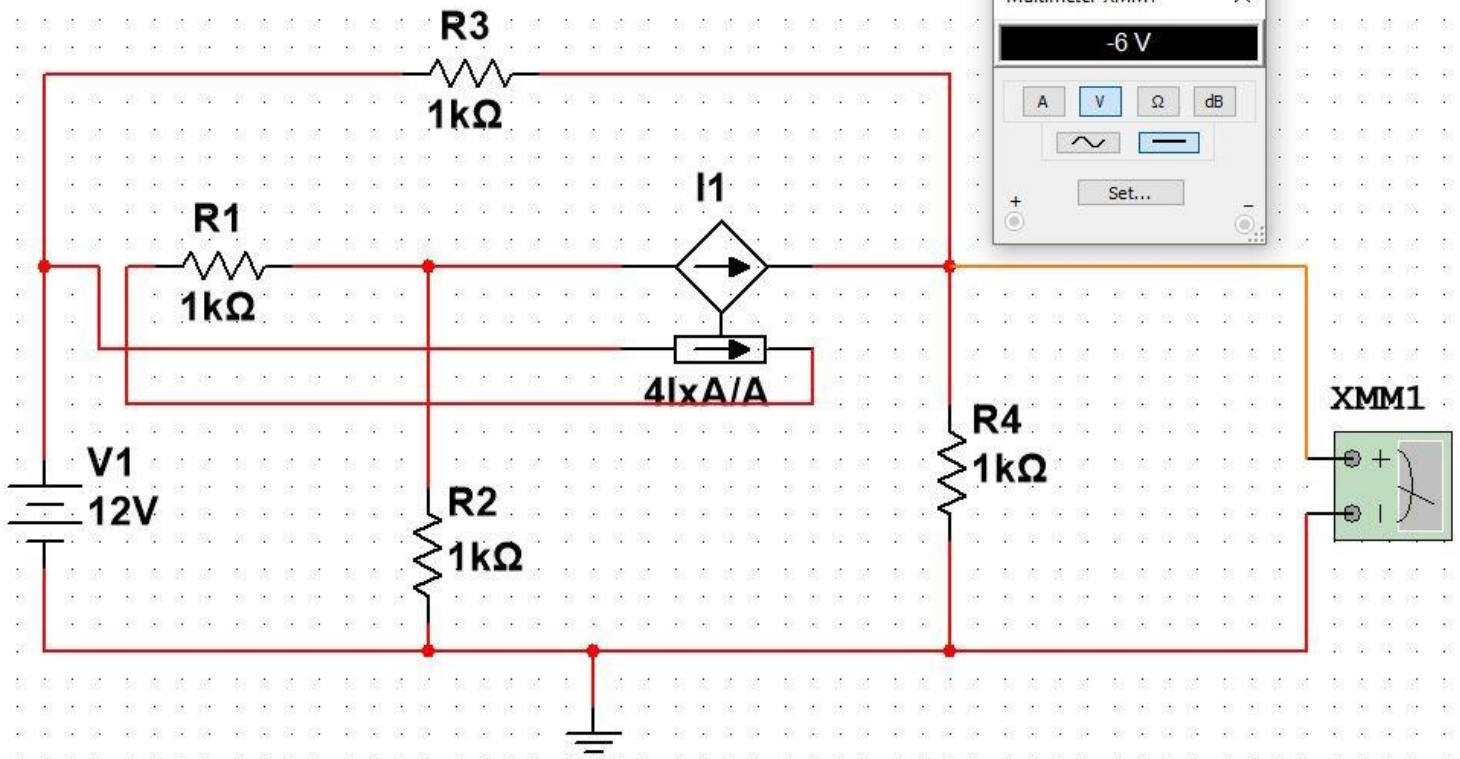 R3
1kΩ
-6 V
A V Ω dB
Set...
+ −
I1
R1
1kΩ
4IxA/A
XMM1
R4
1kΩ
V1
12V
R2
1kΩ
+